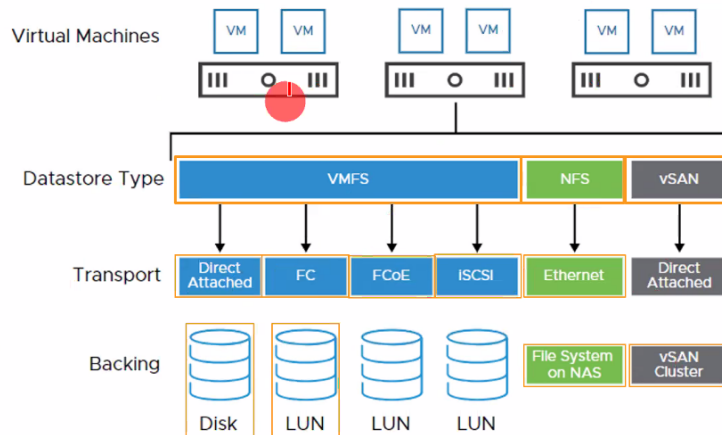 Virtual Machines
VM VM VM VM VM VM
Datastore Type
VMFS NFS vSAN
Transport
Direct
Attached
FC
FCoE
iSCSI
Ethernet
Direct
Attached
Backing
File System
on NAS
vSAN
Cluster
Disk LUN LUN LUN